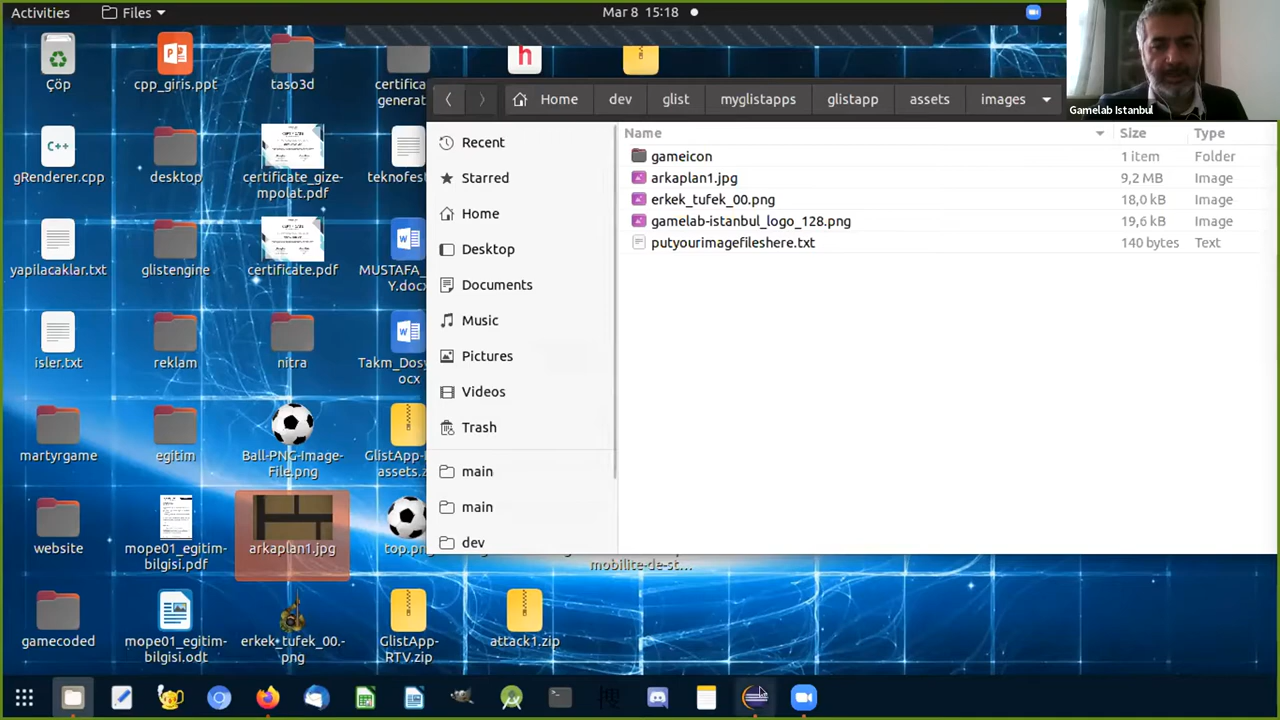 Activities
Files
Mar 8 15:18
Gamelab Istanbul
Çöp
cpp_giris.ppt
taso3d
certifica
generat
gRenderer.cpp
desktop
certificate_gize-
mpolat.pdf
teknofest
yapilacaklar.txt
glistengine
certificate.pdf
MUSTAFA_
Y.docx
isler.txt
reklam
nitra
Takm_Dosy
ocx
martyrgame
egitim
Ball-PNG-Image-
File.png
GlistApp-
assets.z
website
mope01_egitim-
bilgisi.pdf
arkaplan1.jpg
top.png
mobilite-de-st...
gamecoded
mope01_egitim-
bilgisi.odt
erkek_tufek_00.-
png
GlistApp-
RTV.zip
attack1.zip
Home
dev
glist
myglistapps
glistapp
assets
images
Recent
Starred
Home
Desktop
Documents
Music
Pictures
Videos
Trash
main
main
dev
Name Size Type
gameicon 1 item Folder
arkaplan1.jpg 9,2 MB Image
erkek_tufek_00.png 18,0 kB Image
gamelab-istanbul_logo_128.png 19,6 kB Image
putyourimagefileshere.txt 140 bytes Text